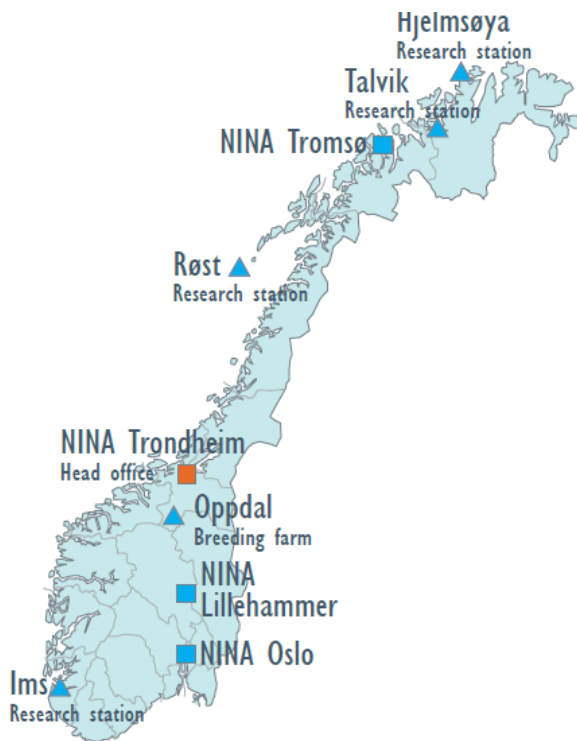 Hjelmsøya
Research station
Talvik
Research station
NINA Tromsø
Røst
Research station
NINA Trondheim
Head office
Oppdal
Breeding farm
NINA
Lillehammer
NINA Oslo
Ims
Research station